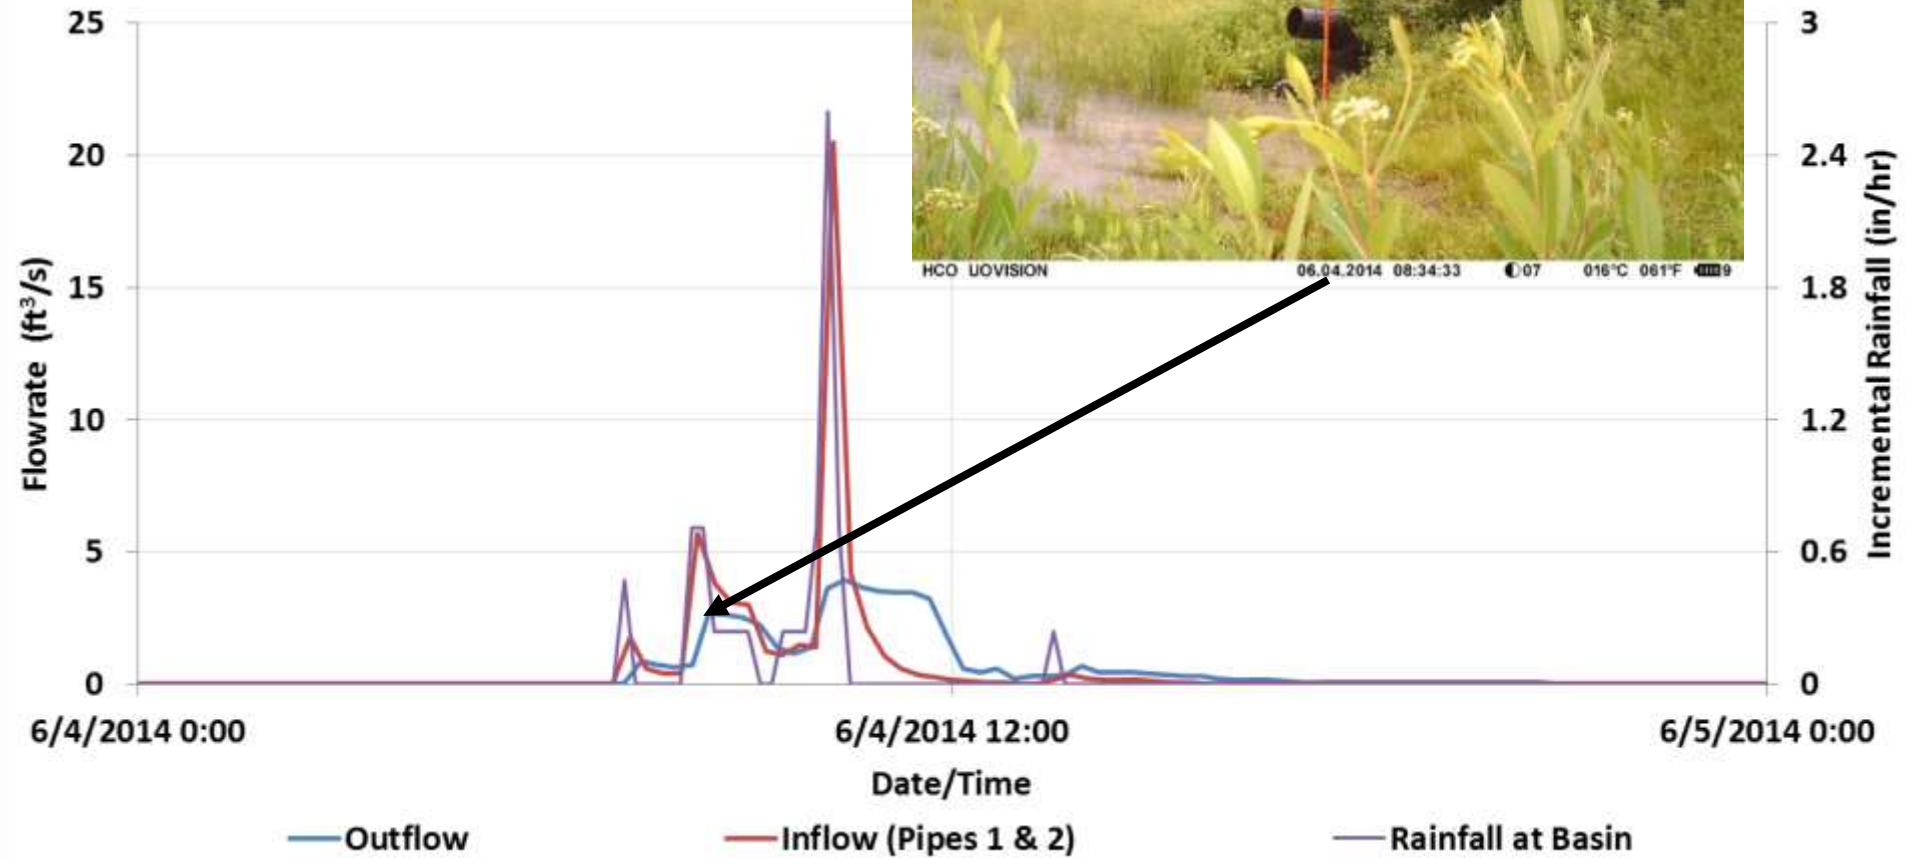 25
20
15
10
5
0
Flowrate (ft³/s)
3
2.4
1.8
1.2
0.6
0
Incremental Rainfall (in/hr)
HCO UOVISION 06.04.2014 08:34:33 07 016°C 061°F 9
6/4/2014 0:00 6/4/2014 12:00 6/5/2014 0:00
Date/Time
Outflow Inflow (Pipes 1 & 2) Rainfall at Basin